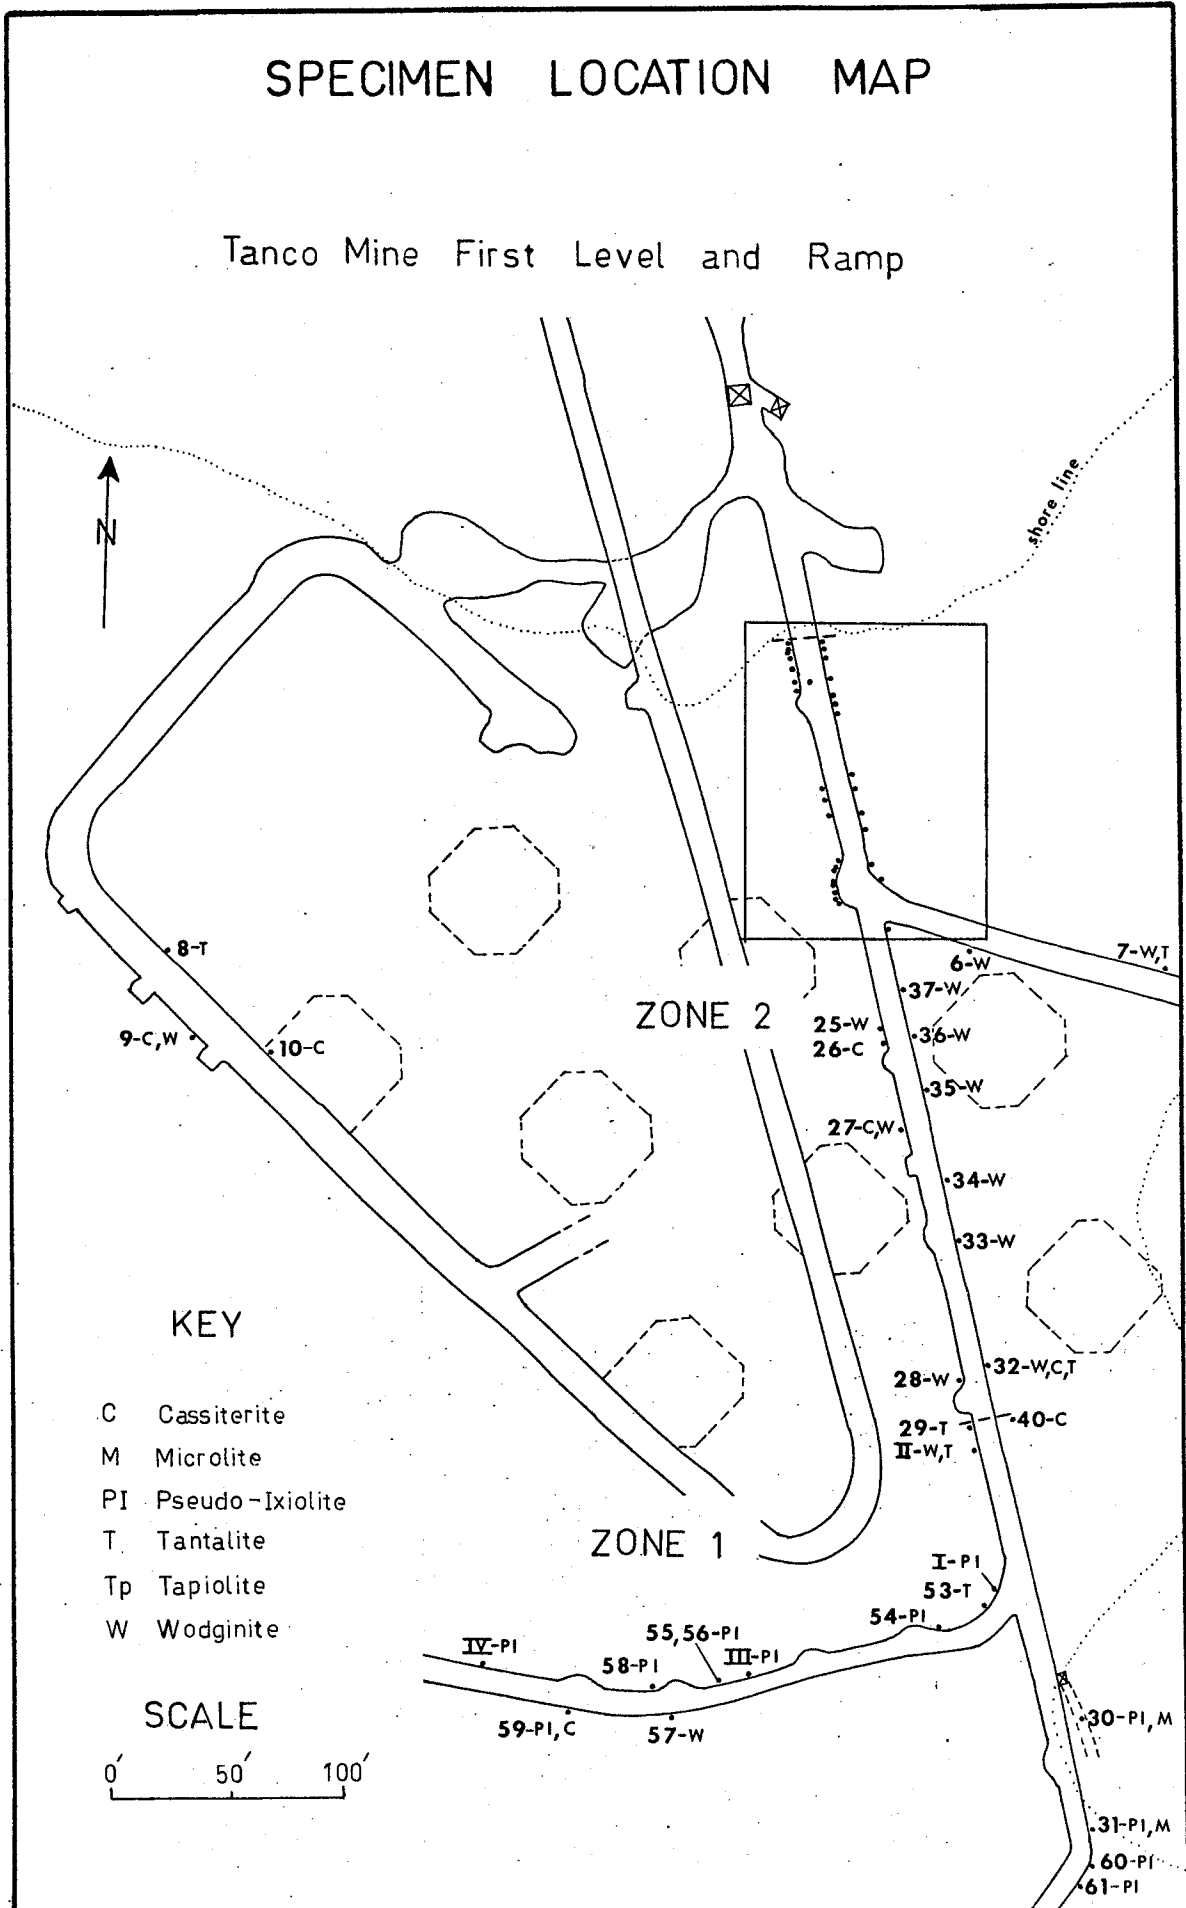 SPECIMEN LOCATION MAP
Tanco Mine First Level and Ramp
shore line
N
8-T
7-W,T
6-W
37-W
9-C,W
10-C
ZONE 2
25-W
36-W
26-C
35-W
27-C,W
34-W
33-W
32-W,C,T
28-W
40-C
29-T
II-W,T
KEY
C Cassiterite
M Microlite
PI Pseudo-Ixiolite
T Tantalite
Tp Tapiolite
W Wodginite
ZONE 1
I-PI
53-T
54-PI
55,56-PI
IV-PI
III-PI
58-PI
59-PI,C
57-W
30-PI,M
31-PI,M
60-PI
61-PI
SCALE
0′ 50′ 100′